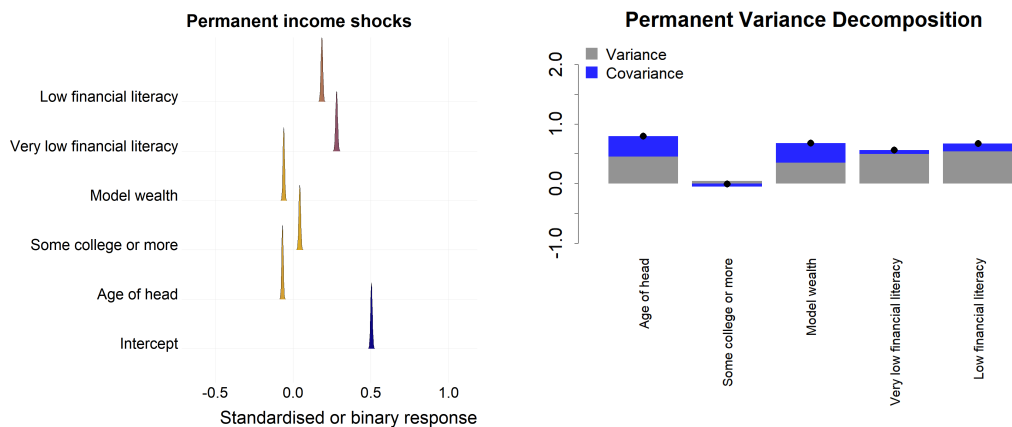 Permanent income shocks
Low financial literacy
Very low financial literacy
Model wealth
Some college or more
Age of head
Intercept
-0.5 0.0 0.5 1.0
Standardised or binary response
Permanent Variance Decomposition
Variance
Covariance
2.0
1.0
0.0
-1.0
Age of head
Some college or more
Model wealth
Very low financial literacy
Low financial literacy